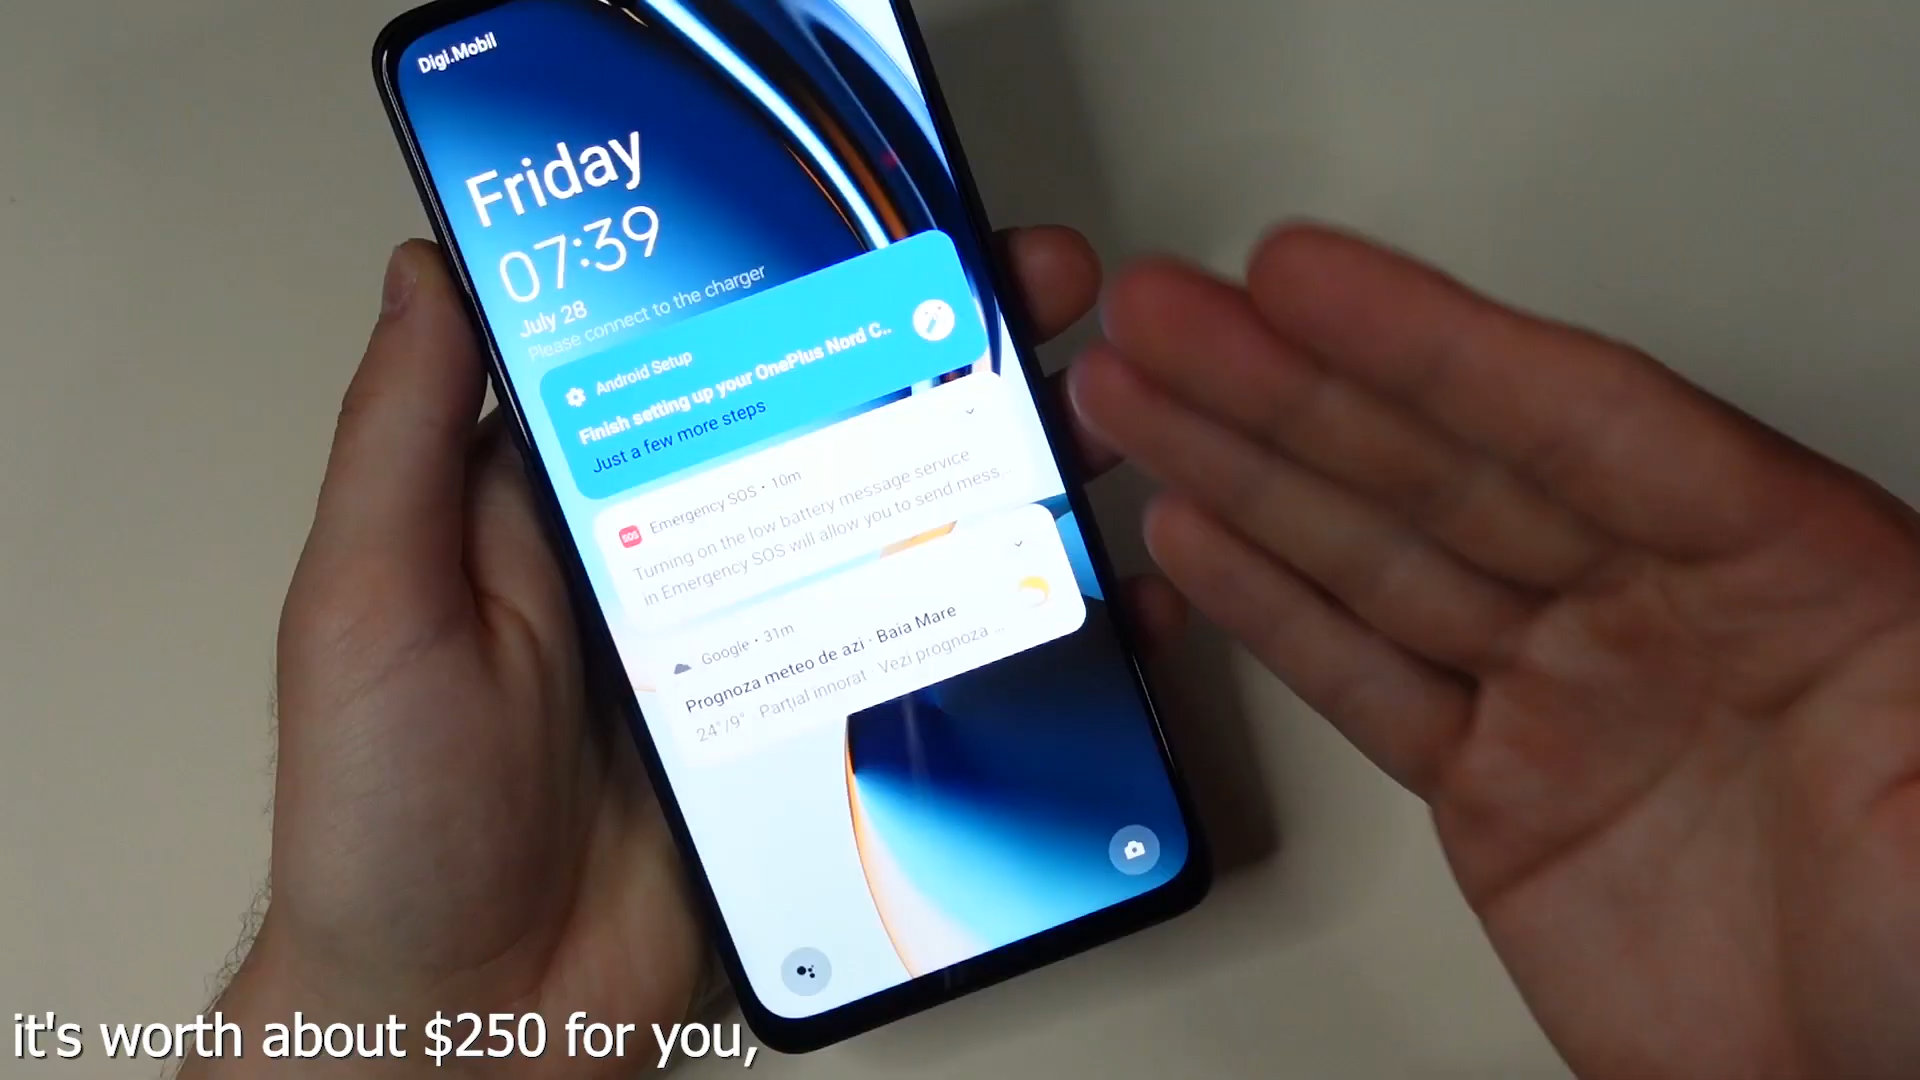 Digi.Mobil
Friday
07:39
July 28
Please connect to the charger
Android Setup
Finish setting up your OnePlus Nord C...
Just a few more steps
SOS
Emergency SOS • 10m
Turning on the low battery message service
in Emergency SOS will allow you to send mess...
Google • 31m
Prognoza meteo de azi · Baia Mare
24°/9° Parțial înnorat Vezi prognoza ...
it's worth about $250 for you,